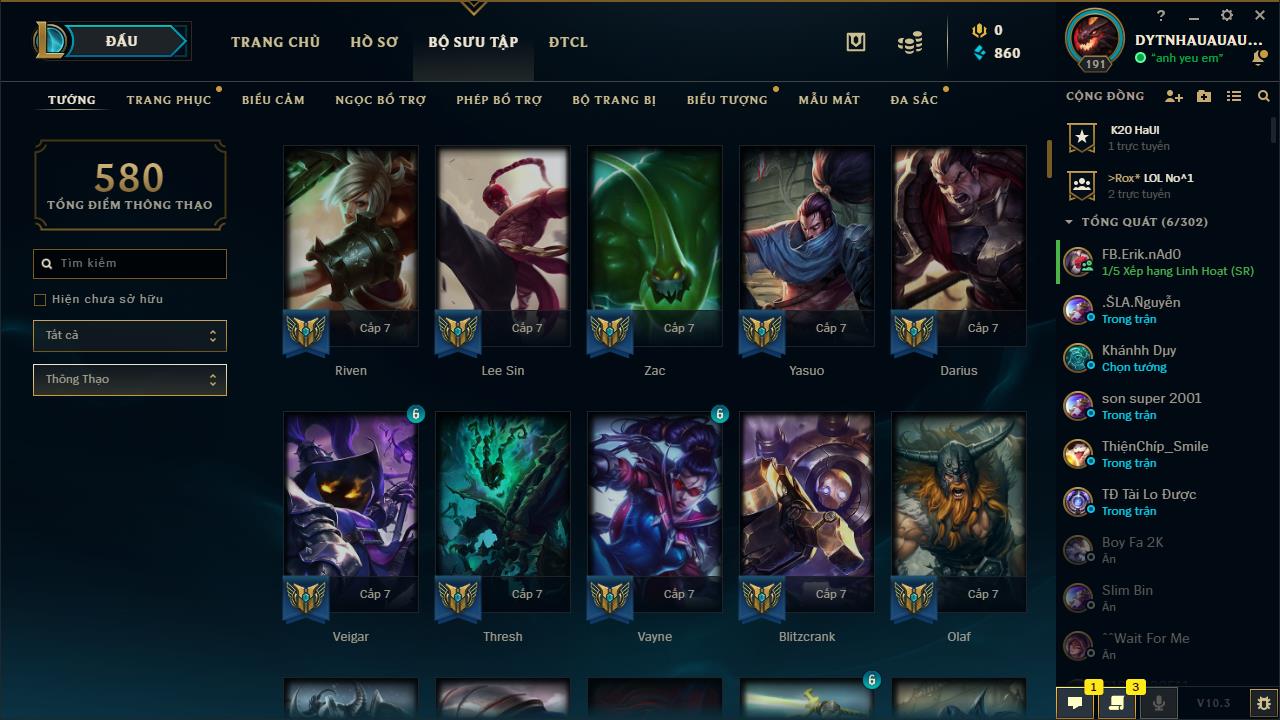 ĐẤU
TRANG CHỦ
HỒ SƠ
BỘ SƯU TẬP
ĐTCL
0
860
?
191
DYTNHAUAUAU...
“anh yeu em”
TƯỚNG
TRANG PHỤC
BIỂU CẢM
NGỌC BỔ TRỢ
PHÉP BỔ TRỢ
BỘ TRANG BỊ
BIỂU TƯỢNG
MẪU MẮT
ĐA SẮC
580
TỔNG ĐIỂM THÔNG THẠO
Tìm kiếm
Hiện chưa sở hữu
Tất cả
Thông Thạo
Cấp 7
Cấp 7
Cấp 7
Cấp 7
Cấp 7
Riven
Lee Sin
Zac
Yasuo
Darius
6
6
Cấp 7
Cấp 7
Cấp 7
Cấp 7
Cấp 7
Veigar
Thresh
Vayne
Blitzcrank
Olaf
6
CỘNG ĐỒNG
K20 HaUI
1 trực tuyến
>Rox* LOL No^1
2 trực tuyến
TỔNG QUÁT (6/302)
FB.Erik.nAd0
1/5 Xếp hạng Linh Hoạt (SR)
.ŠLA.Ñguyễn
Trong trận
Khánhh Dụy
Chọn tướng
son super 2001
Trong trận
ThiệnChíp_Smile
Trong trận
TĐ Tài Lo Được
Trong trận
Boy Fa 2K
Ẩn
Slim Bin
Ẩn
^^Wait For Me
Ẩn
1
3
V10.3